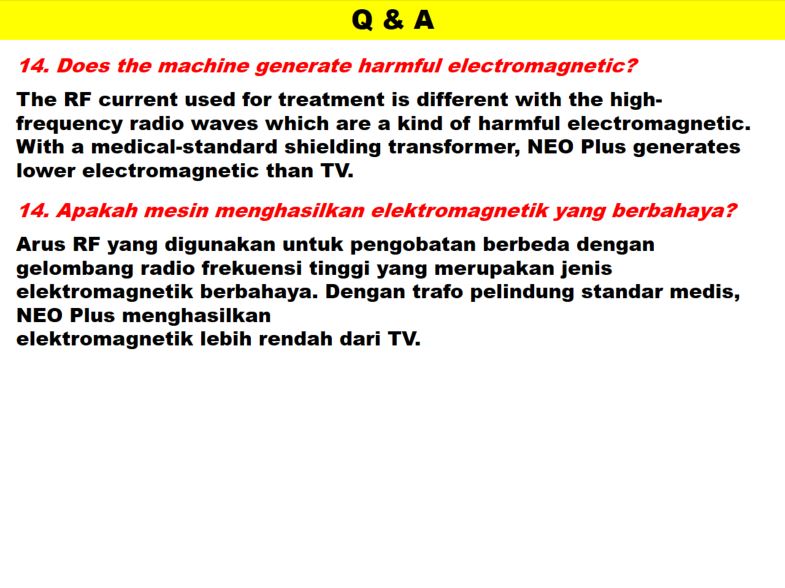 Q & A
14. Does the machine generate harmful electromagnetic?
The RF current used for treatment is different with the high-
frequency radio waves which are a kind of harmful electromagnetic.
With a medical-standard shielding transformer, NEO Plus generates
lower electromagnetic than TV.
14. Apakah mesin menghasilkan elektromagnetik yang berbahaya?
Arus RF yang digunakan untuk pengobatan berbeda dengan
gelombang radio frekuensi tinggi yang merupakan jenis
elektromagnetik berbahaya. Dengan trafo pelindung standar medis,
NEO Plus menghasilkan
elektromagnetik lebih rendah dari TV.